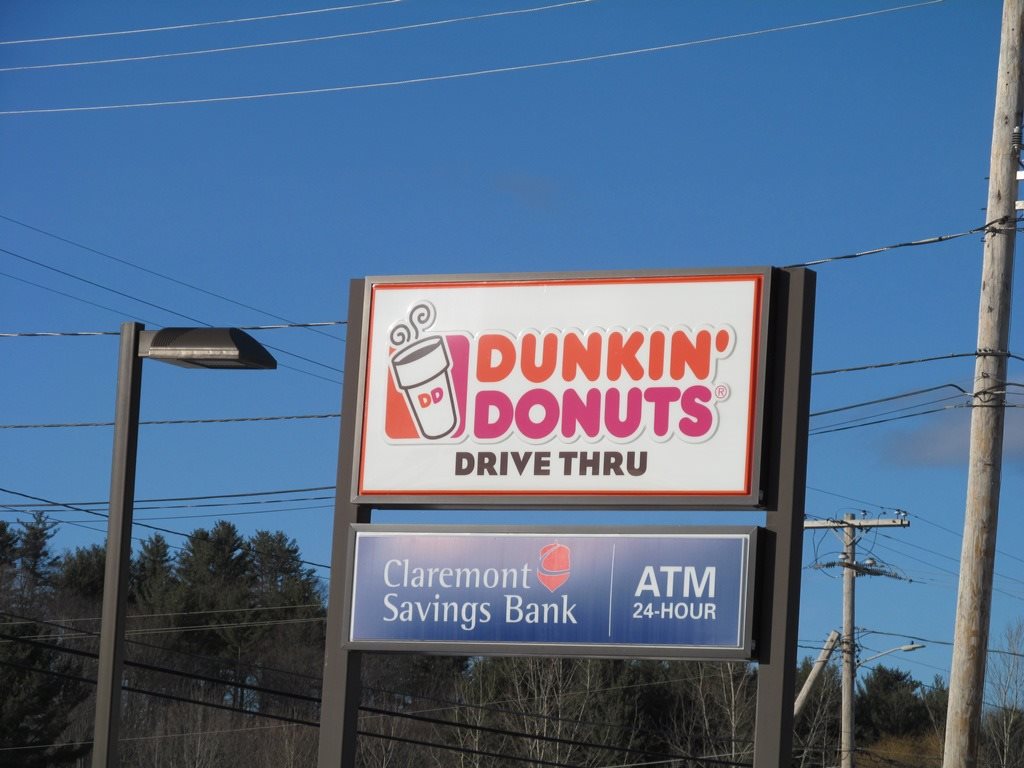 DUNKIN'
DONUTS®
DD
DRIVE THRU
Claremont
Savings Bank
ATM
24-HOUR